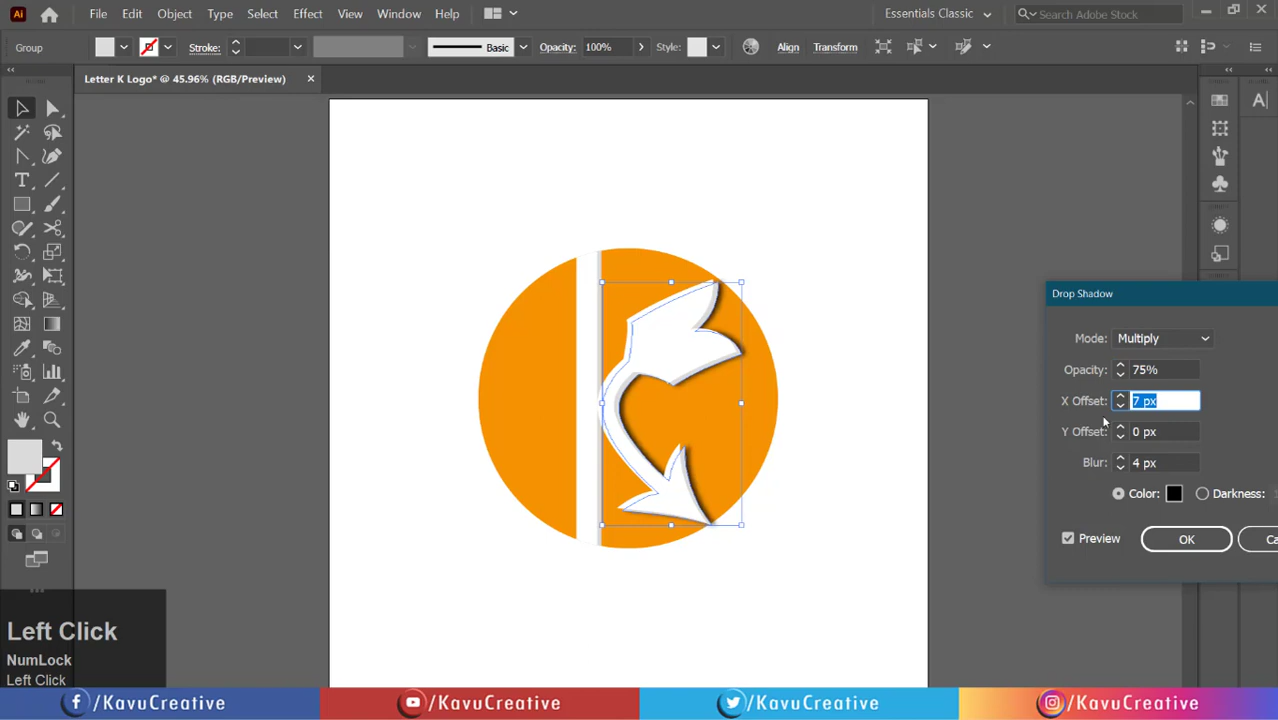 Ai File Edit Object Type Select Effect View Window Help Essentials Classic Search Adobe Stock
Group Stroke: Basic Opacity: 100% Style: Align Transform
Letter K Logo* @ 45.96% (RGB/Preview)
Drop Shadow
Mode: Multiply
Opacity: 75%
X Offset: 7 px
Y Offset: 0 px
Blur: 4 px
Color: Darkness:
Preview OK
Left Click
NumLock
Left Click
/KavuCreative /KavuCreative /KavuCreative /KavuCreative